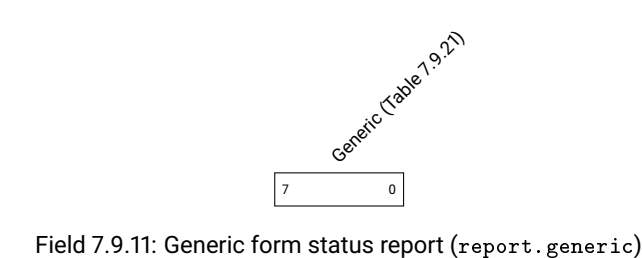 Generic (Table 7.9.21)
7 0
Field 7.9.11: Generic form status report (report.generic)